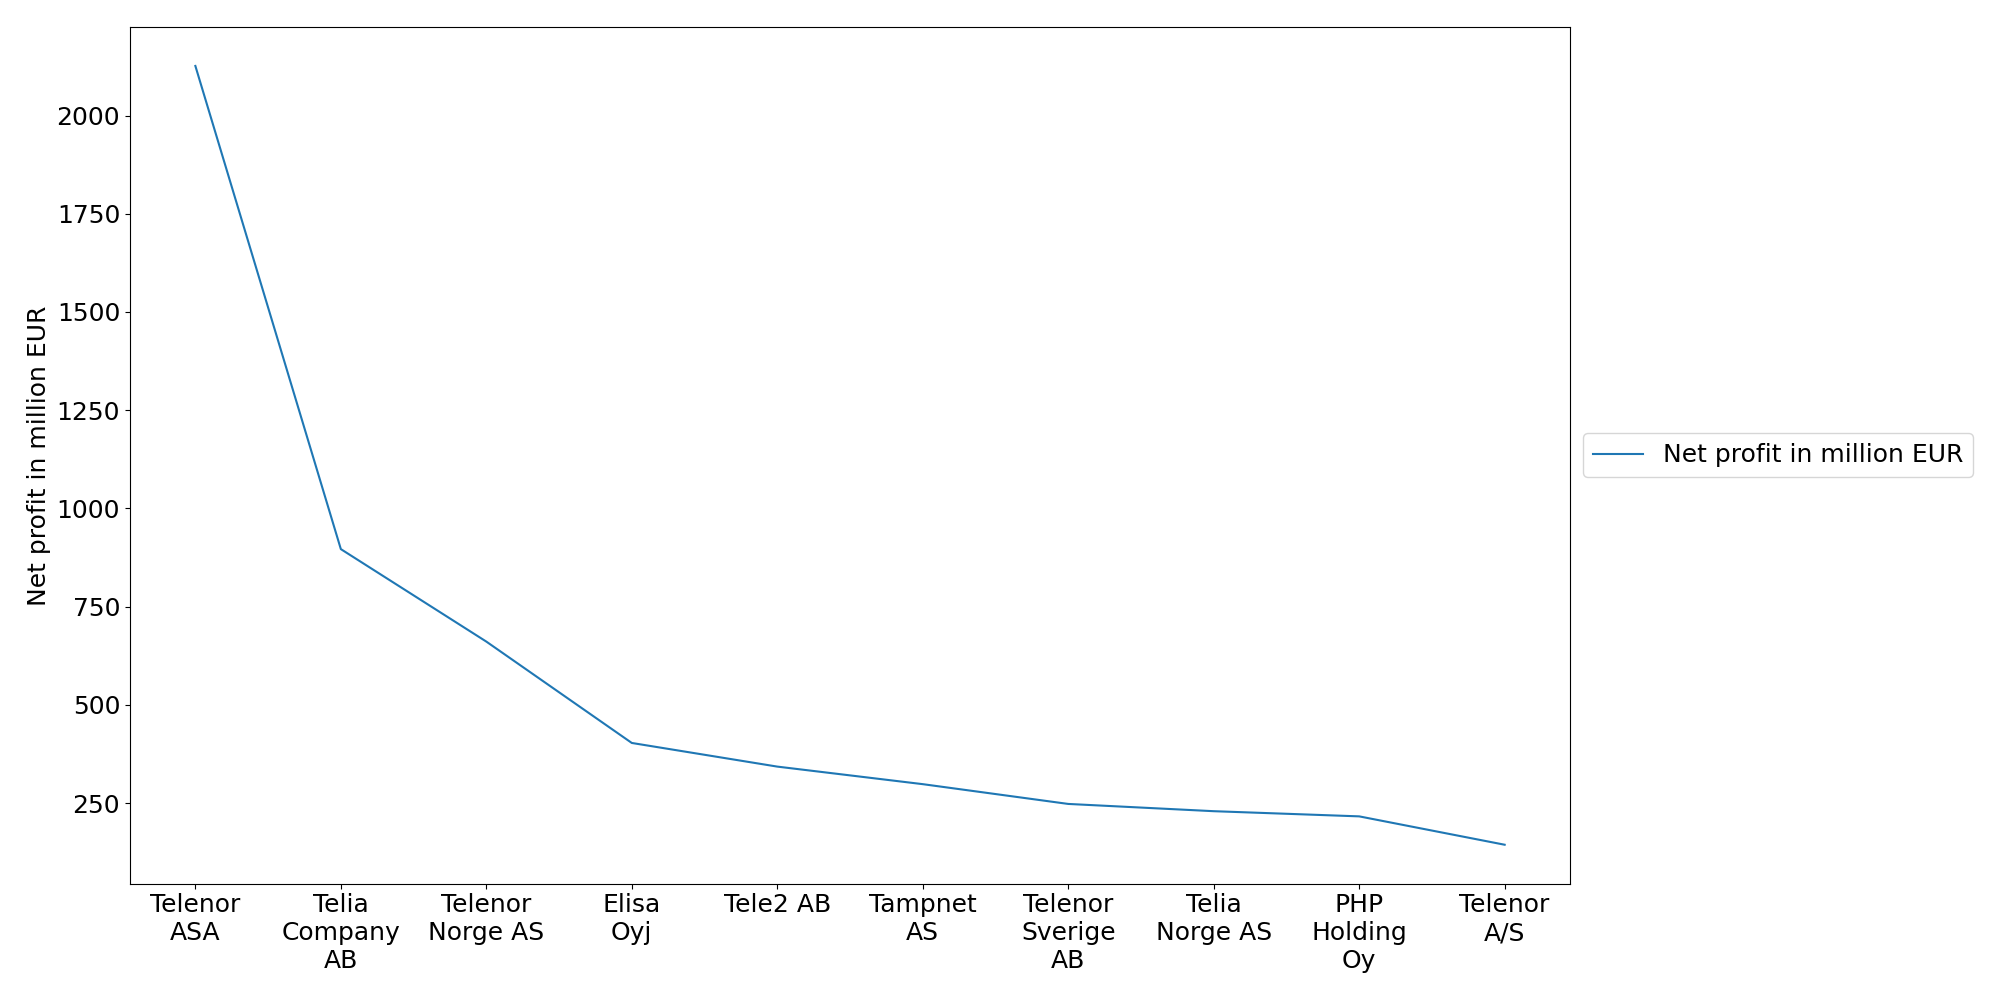 Net profit in million EUR
2000
1750
1500
1250
1000
750
500
250
Telenor
ASA
Telia
Company
AB
Telenor
Norge AS
Elisa
Oyj
Tele2 AB
Tampnet
AS
Telenor
Sverige
AB
Telia
Norge AS
PHP
Holding
Oy
Telenor
A/S
Net profit in million EUR